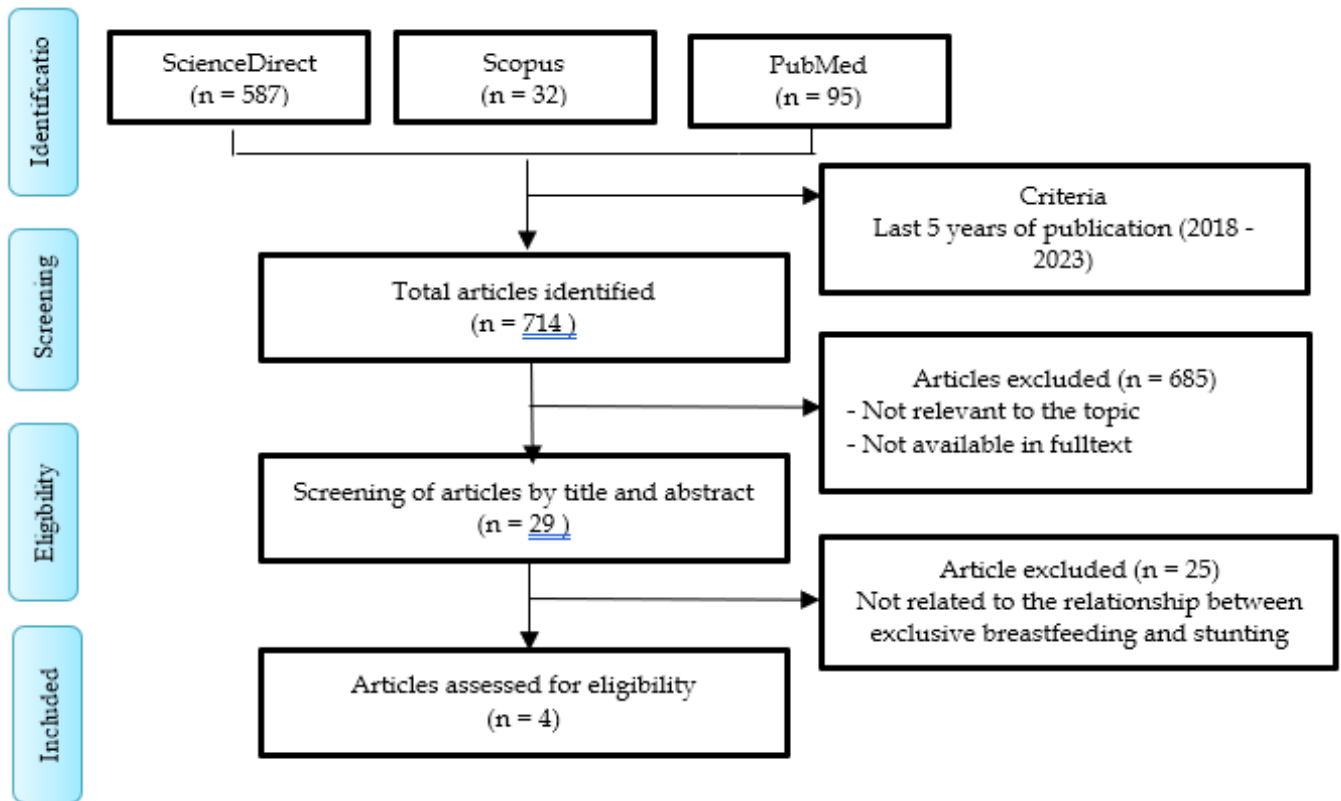 Identificatio
ScienceDirect
(n = 587)
Scopus
(n = 32)
PubMed
(n = 95)
Criteria
Last 5 years of publication (2018 -
2023)
Screening
Total articles identified
(n = 714 )
Articles excluded (n = 685)
- Not relevant to the topic
- Not available in fulltext
Eligibility
Screening of articles by title and abstract
(n = 29 )
Article excluded (n = 25)
Not related to the relationship between
exclusive breastfeeding and stunting
Included
Articles assessed for eligibility
(n = 4)